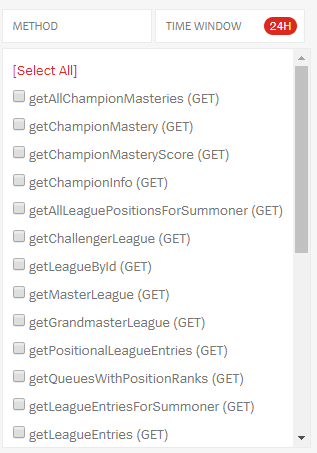 METHOD
TIME WINDOW 24H
[Select All]
getAllChampionMasteries (GET)
getChampionMastery (GET)
getChampionMasteryScore (GET)
getChampionInfo (GET)
getAllLeaguePositionsForSummoner (GET)
getChallengerLeague (GET)
getLeagueById (GET)
getMasterLeague (GET)
getGrandmasterLeague (GET)
getPositionalLeagueEntries (GET)
getQueuesWithPositionRanks (GET)
getLeagueEntriesForSummoner (GET)
getLeagueEntries (GET)